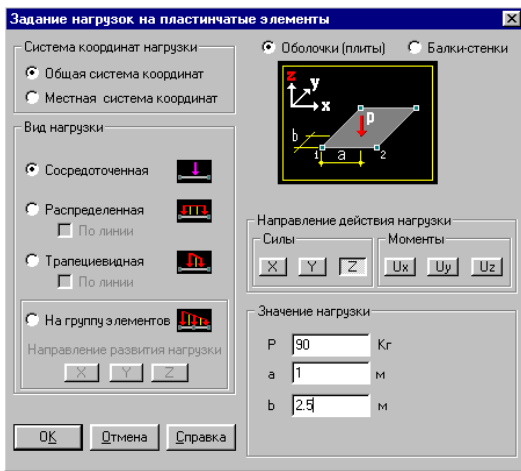 Задание нагрузок на пластинчатые элементы
Система координат нагрузки
Общая система координат
Местная система координат
Вид нагрузки
Сосредоточенная
Распределенная
По линии
Трапециевидная
По линии
На группу элементов
Направление развития нагрузки
X Y Z
OK Отмена Справка
Оболочки (плиты) Балки-стенки
z
y
x
p
b
1 a 2
Направление действия нагрузки
Силы Моменты
X Y Z Ux Uy Uz
Значение нагрузки
P 90 Кг
a 1 м
b 2.5 м